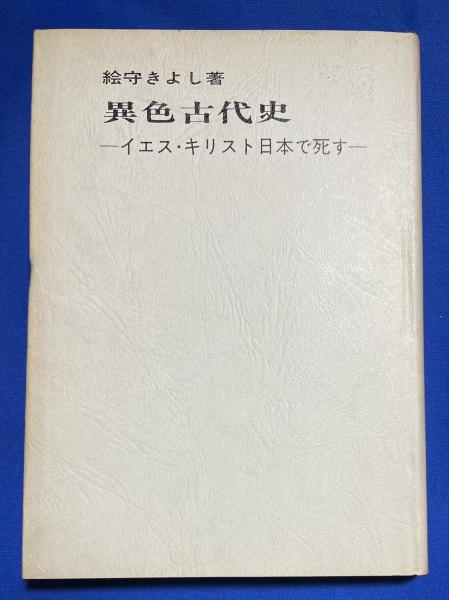 絵守きよし著
異色古代史
―イエス・キリスト日本で死す―